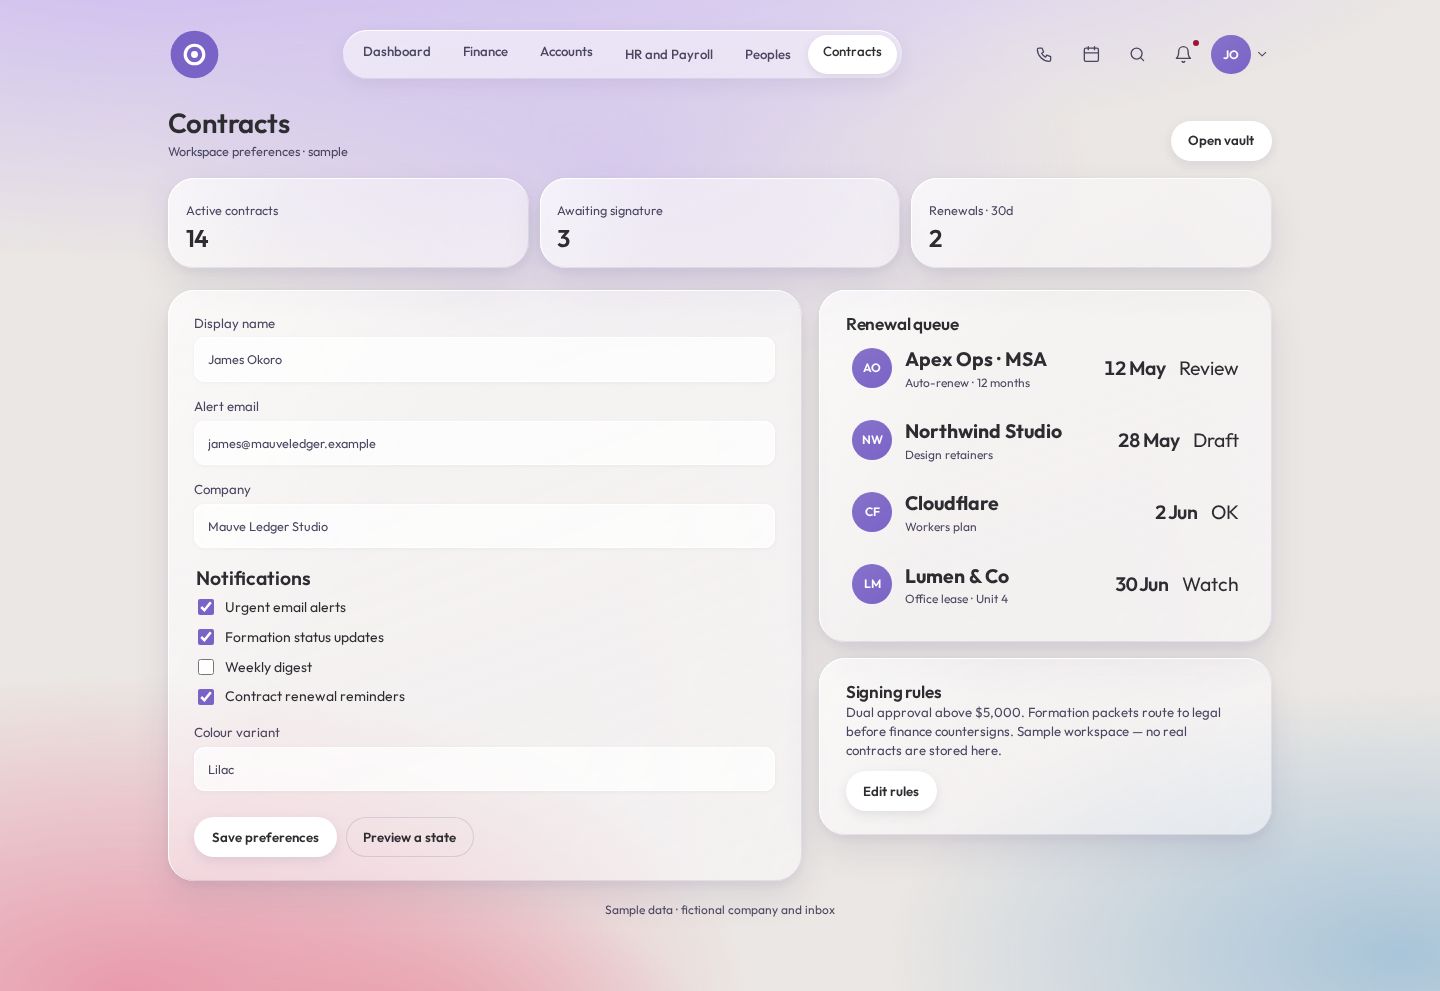 Dashboard
Finance
Accounts
HR and Payroll
Peoples
Contracts
JO
Contracts
Workspace preferences · sample
Open vault
Active contracts
14
Awaiting signature
3
Renewals · 30d
2
Display name
James Okoro
Alert email
james@mauveledger.example
Company
Mauve Ledger Studio
Notifications
Urgent email alerts
Formation status updates
Weekly digest
Contract renewal reminders
Colour variant
Lilac
Save preferences
Preview a state
Renewal queue
AO
Apex Ops · MSA
Auto-renew · 12 months
12 May
Review
NW
Northwind Studio
Design retainers
28 May
Draft
CF
Cloudflare
Workers plan
2 Jun
OK
LM
Lumen & Co
Office lease · Unit 4
30 Jun
Watch
Signing rules
Dual approval above $5,000. Formation packets route to legal
before finance countersigns. Sample workspace — no real
contracts are stored here.
Edit rules
Sample data · fictional company and inbox